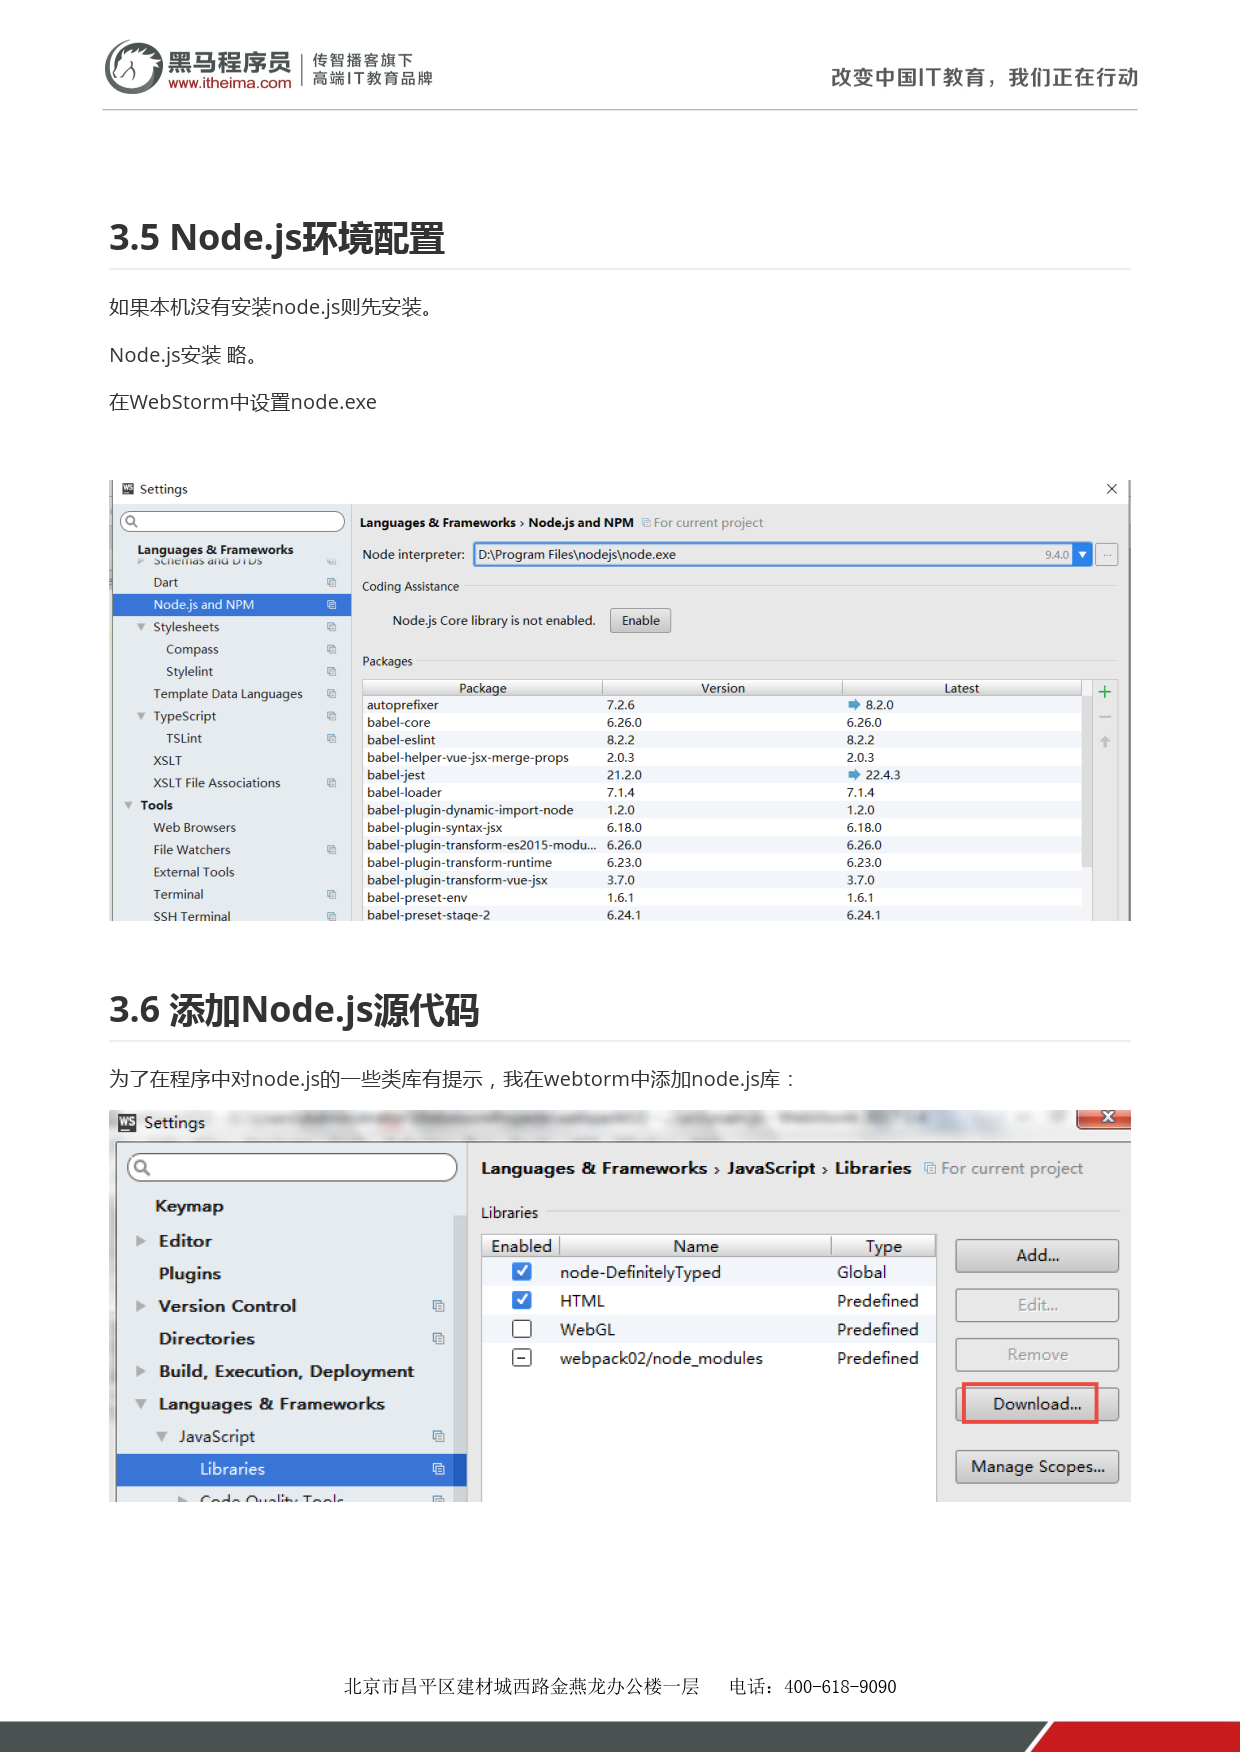 黑马程序员
www.itheima.com
传智播客旗下
高端IT教育品牌
改变中国IT教育，我们正在行动
3.5 Node.js环境配置
如果本机没有安装node.js则先安装。
Node.js安装 略。
在WebStorm中设置node.exe
WS Settings
Languages & Frameworks
Schemas and DTDs
Dart
Node.js and NPM
Stylesheets
Compass
Stylelint
Template Data Languages
TypeScript
TSLint
XSLT
XSLT File Associations
Tools
Web Browsers
File Watchers
External Tools
Terminal
SSH Terminal
Languages & Frameworks › Node.js and NPM For current project
Node interpreter: D:\Program Files\nodejs\node.exe 9.4.0 ...
Coding Assistance
Node.js Core library is not enabled. Enable
Packages
Package Version Latest
autoprefixer 7.2.6 8.2.0
babel-core 6.26.0 6.26.0
babel-eslint 8.2.2 8.2.2
babel-helper-vue-jsx-merge-props 2.0.3 2.0.3
babel-jest 21.2.0 22.4.3
babel-loader 7.1.4 7.1.4
babel-plugin-dynamic-import-node 1.2.0 1.2.0
babel-plugin-syntax-jsx 6.18.0 6.18.0
babel-plugin-transform-es2015-modu... 6.26.0 6.26.0
babel-plugin-transform-runtime 6.23.0 6.23.0
babel-plugin-transform-vue-jsx 3.7.0 3.7.0
babel-preset-env 1.6.1 1.6.1
babel-preset-stage-2 6.24.1 6.24.1
3.6 添加Node.js源代码
为了在程序中对node.js的一些类库有提示，我在webtorm中添加node.js库：
WS Settings
Keymap
Editor
Plugins
Version Control
Directories
Build, Execution, Deployment
Languages & Frameworks
JavaScript
Libraries
Code Quality Tools
Languages & Frameworks › JavaScript › Libraries For current project
Libraries
Enabled Name Type
node-DefinitelyTyped Global
HTML Predefined
WebGL Predefined
webpack02/node_modules Predefined
Add...
Edit...
Remove
Download...
Manage Scopes...
北京市昌平区建材城西路金燕龙办公楼一层 电话：400-618-9090